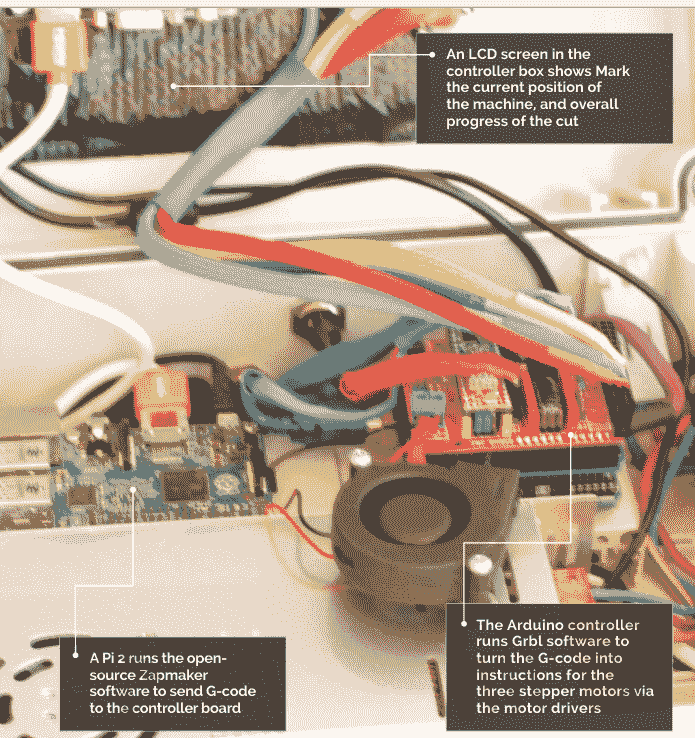 An LCD screen in the
controller box shows Mark
the current position of
the machine, and overall
progress of the cut
A Pi 2 runs the open-
source Zapmaker
software to send G-code
to the controller board
The Arduino controller
runs Grbl software to
turn the G-code into
instructions for the
three stepper motors via
the motor drivers